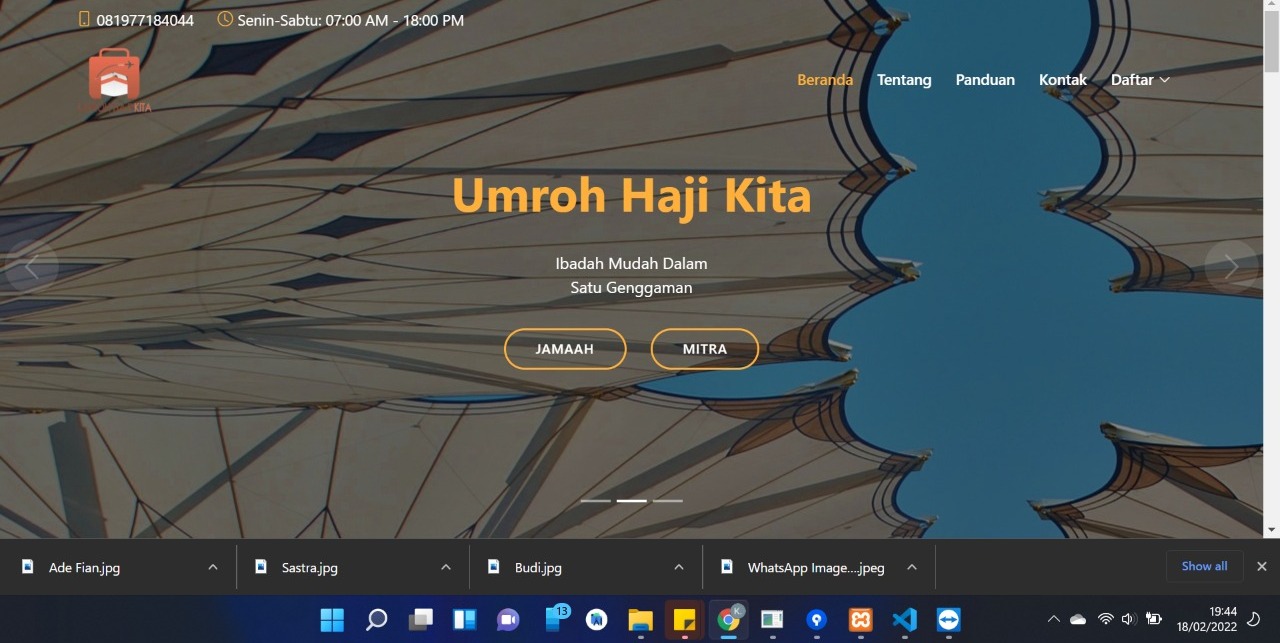 081977184044 Senin-Sabtu: 07:00 AM - 18:00 PM
KITA
Beranda Tentang Panduan Kontak Daftar
Umroh Haji Kita
Ibadah Mudah Dalam
Satu Genggaman
JAMAAH MITRA
Ade Fian.jpg Sastra.jpg Budi.jpg WhatsApp Image....jpeg Show all
13 K 19:44
18/02/2022